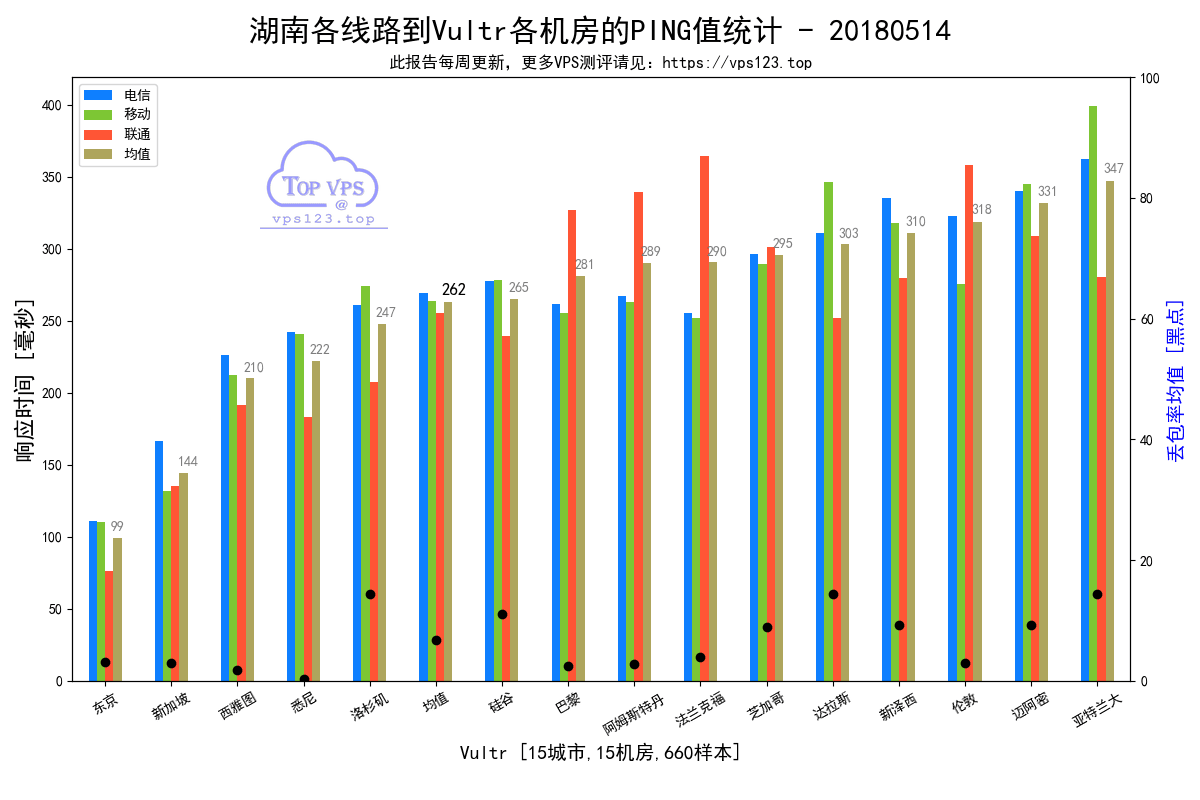 湖南各线路到Vultr各机房的PING值统计 - 20180514
此报告每周更新，更多VPS测评请见：https://vps123.top
电信
移动
联通
均值
TOP VPS
@
vps123.top
响应时间 [毫秒]
400
350
300
250
200
150
100
50
0
99
144
210
222
247
262
265
281
289
290
295
303
310
318
331
347
100
80
60
40
20
0
丢包率均值 [黑点]
东京
新加坡
西雅图
悉尼
洛杉矶
均值
硅谷
巴黎
阿姆斯特丹
法兰克福
芝加哥
达拉斯
新泽西
伦敦
迈阿密
亚特兰大
Vultr [15城市,15机房,660样本]